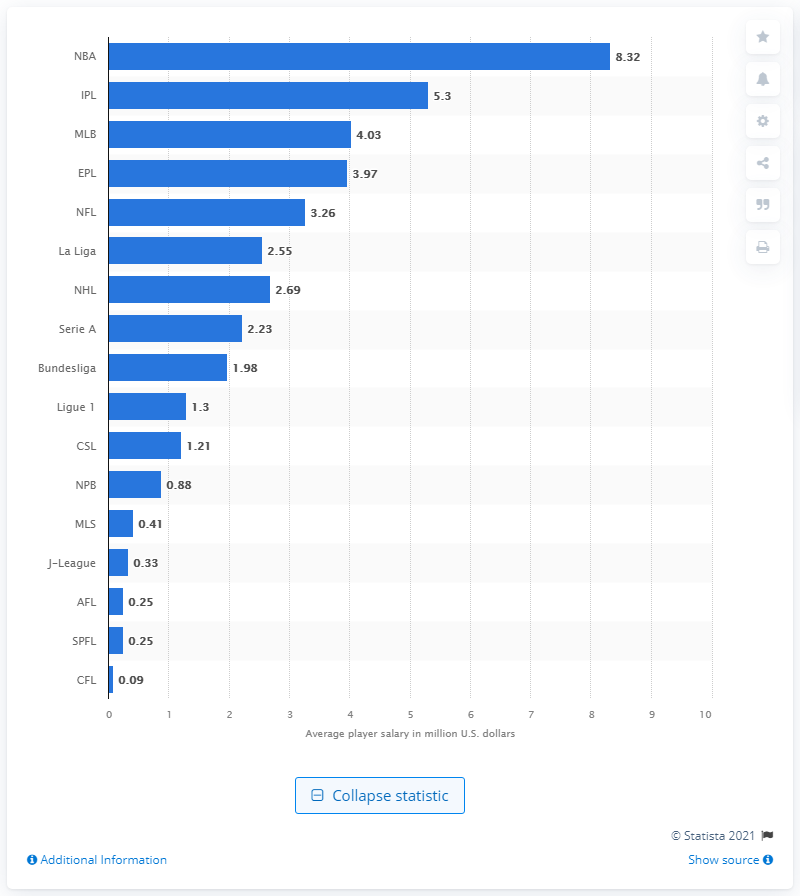 NBA 8.32
IPL 5.3
MLB 4.03
EPL 3.97
NFL 3.26
La Liga 2.55
NHL 2.69
Serie A 2.23
Bundesliga 1.98
Ligue 1 1.3
CSL 1.21
NPB 0.88
MLS 0.41
J-League 0.33
AFL 0.25
SPFL 0.25
CFL 0.09
0 1 2 3 4 5 6 7 8 9 10
Average player salary in million U.S. dollars
Collapse statistic
© Statista 2021
Additional Information
Show source